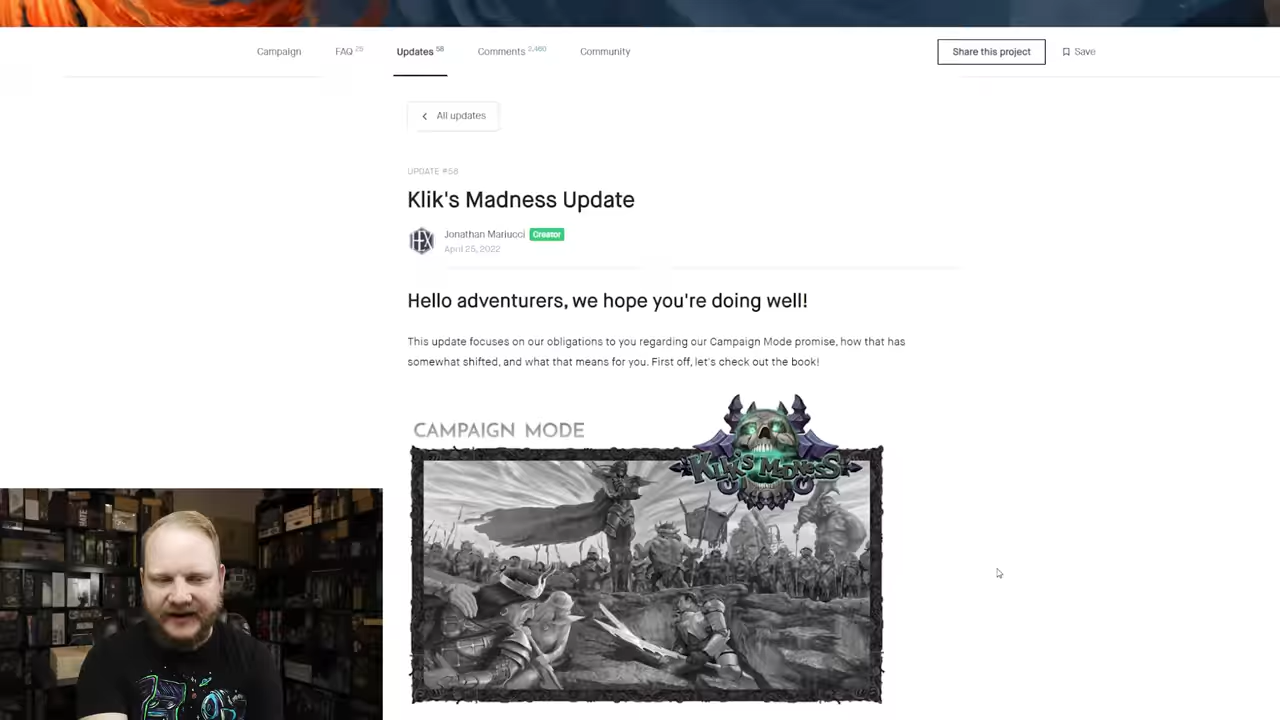 Campaign
FAQ 25
Updates 58
Comments 2,460
Community
Share this project
Save
All updates
UPDATE #58
Klik's Madness Update
Jonathan Mariucci Creator
April 25, 2022
HEX
Hello adventurers, we hope you're doing well!
This update focuses on our obligations to you regarding our Campaign Mode promise, how that has
somewhat shifted, and what that means for you. First off, let's check out the book!
CAMPAIGN MODE
KLIK'S MADNESS
HATE